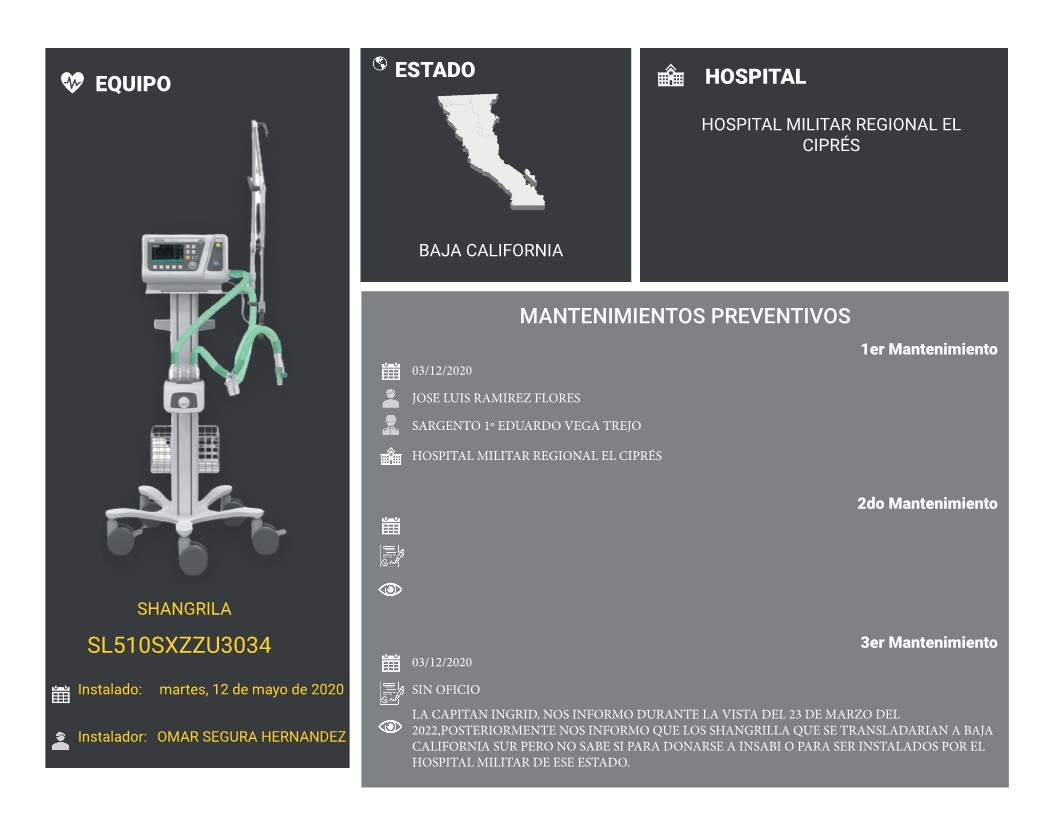 EQUIPO
SHANGRILA
SL510SXZZU3034
Instalado: martes, 12 de mayo de 2020
Instalador: OMAR SEGURA HERNANDEZ
ESTADO
BAJA CALIFORNIA
HOSPITAL
HOSPITAL MILITAR REGIONAL EL
CIPRÉS
MANTENIMIENTOS PREVENTIVOS
1er Mantenimiento
03/12/2020
JOSE LUIS RAMIREZ FLORES
SARGENTO 1º EDUARDO VEGA TREJO
HOSPITAL MILITAR REGIONAL EL CIPRÉS
2do Mantenimiento
3er Mantenimiento
03/12/2020
SIN OFICIO
LA CAPITAN INGRID, NOS INFORMO DURANTE LA VISTA DEL 23 DE MARZO DEL
2022,POSTERIORMENTE NOS INFORMO QUE LOS SHANGRILLA QUE SE TRANSLADARIAN A BAJA
CALIFORNIA SUR PERO NO SABE SI PARA DONARSE A INSABI O PARA SER INSTALADOS POR EL
HOSPITAL MILITAR DE ESE ESTADO.